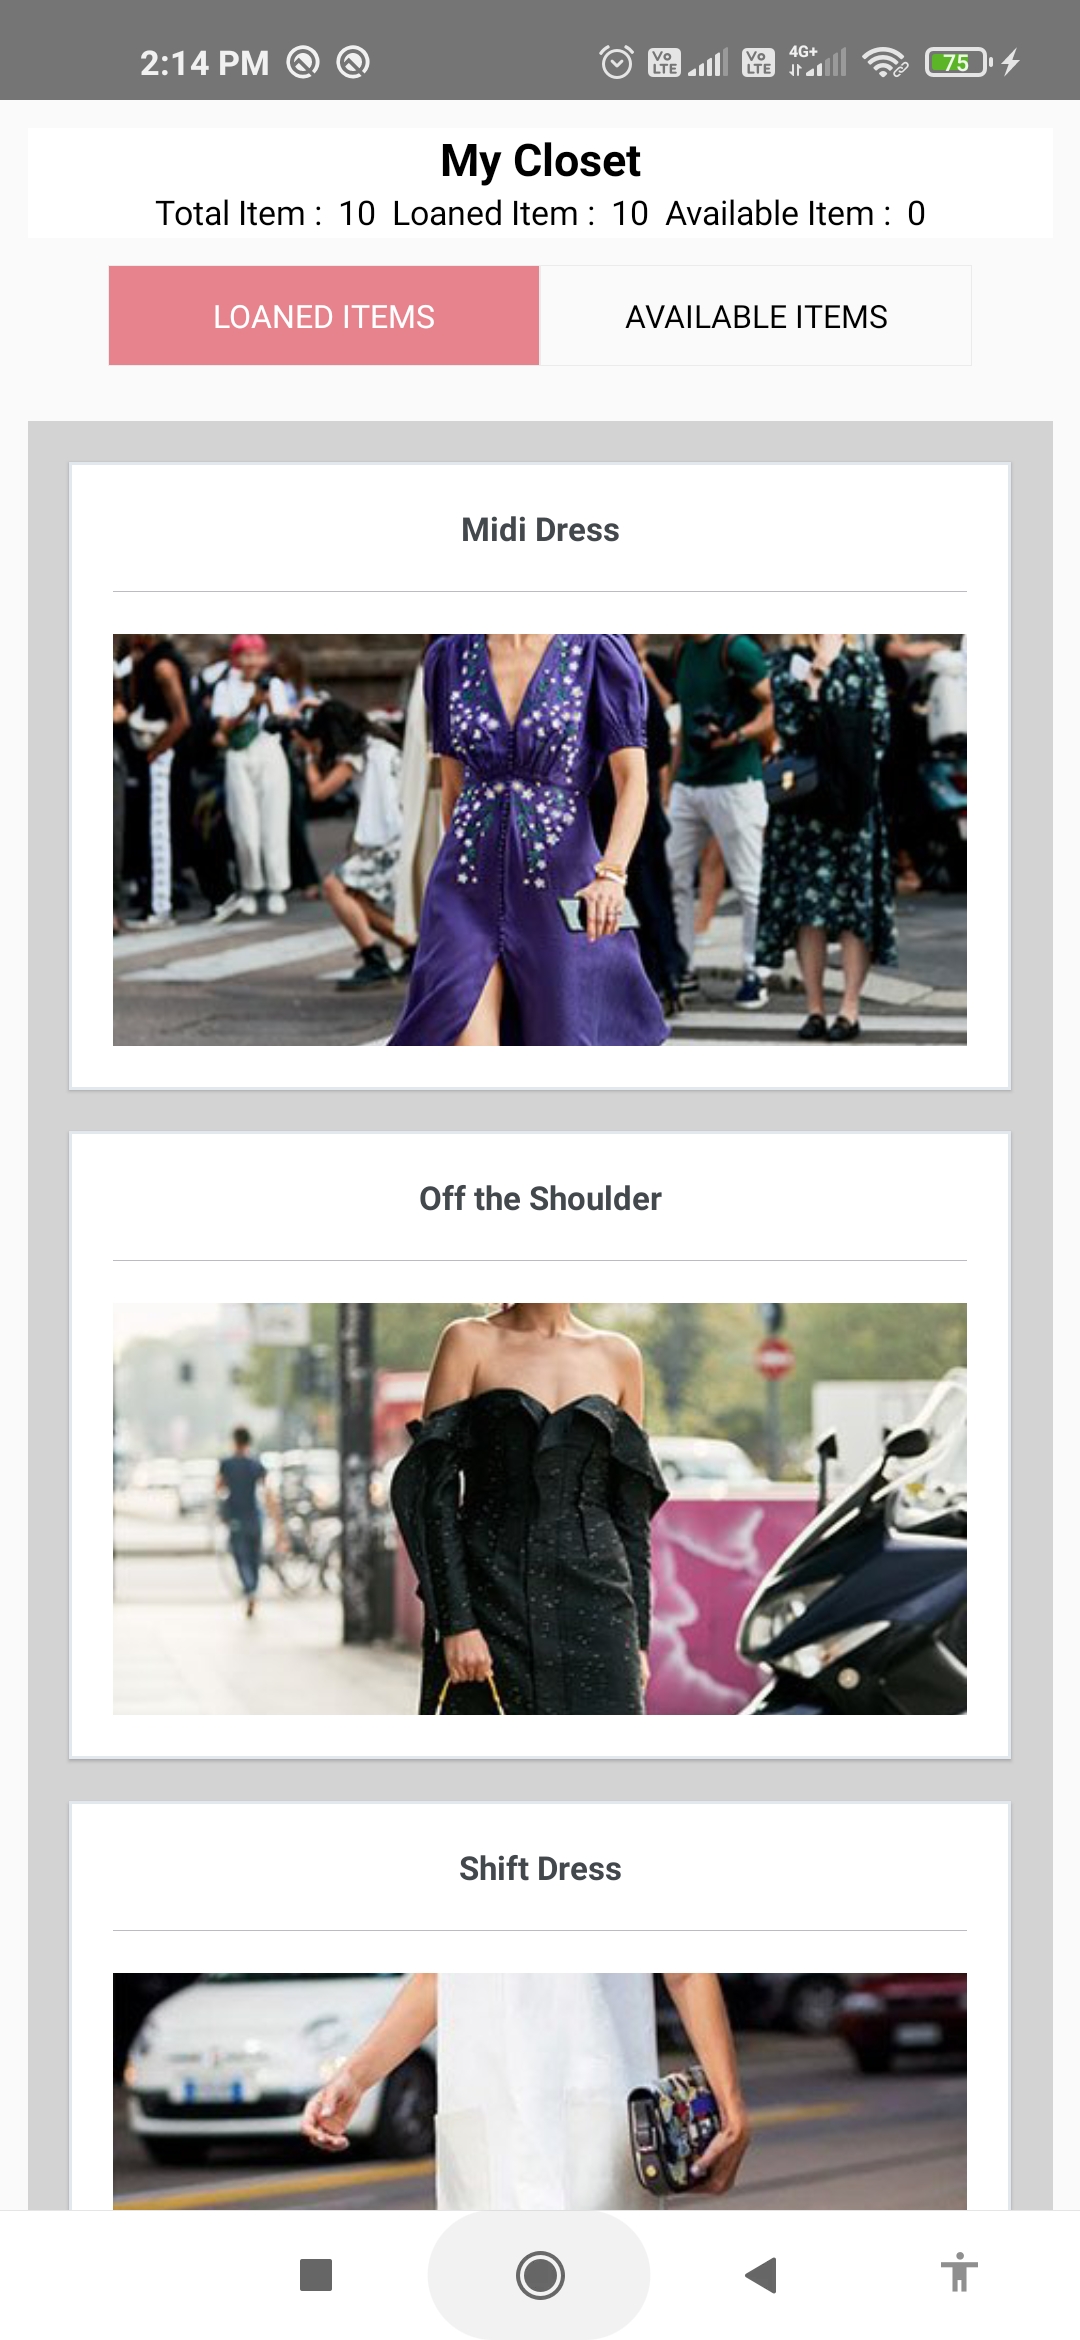 2:14 PM Vo LTE Vo LTE 4G+ 75
My Closet
Total Item : 10 Loaned Item : 10 Available Item : 0
LOANED ITEMS AVAILABLE ITEMS
Midi Dress
Off the Shoulder
Shift Dress